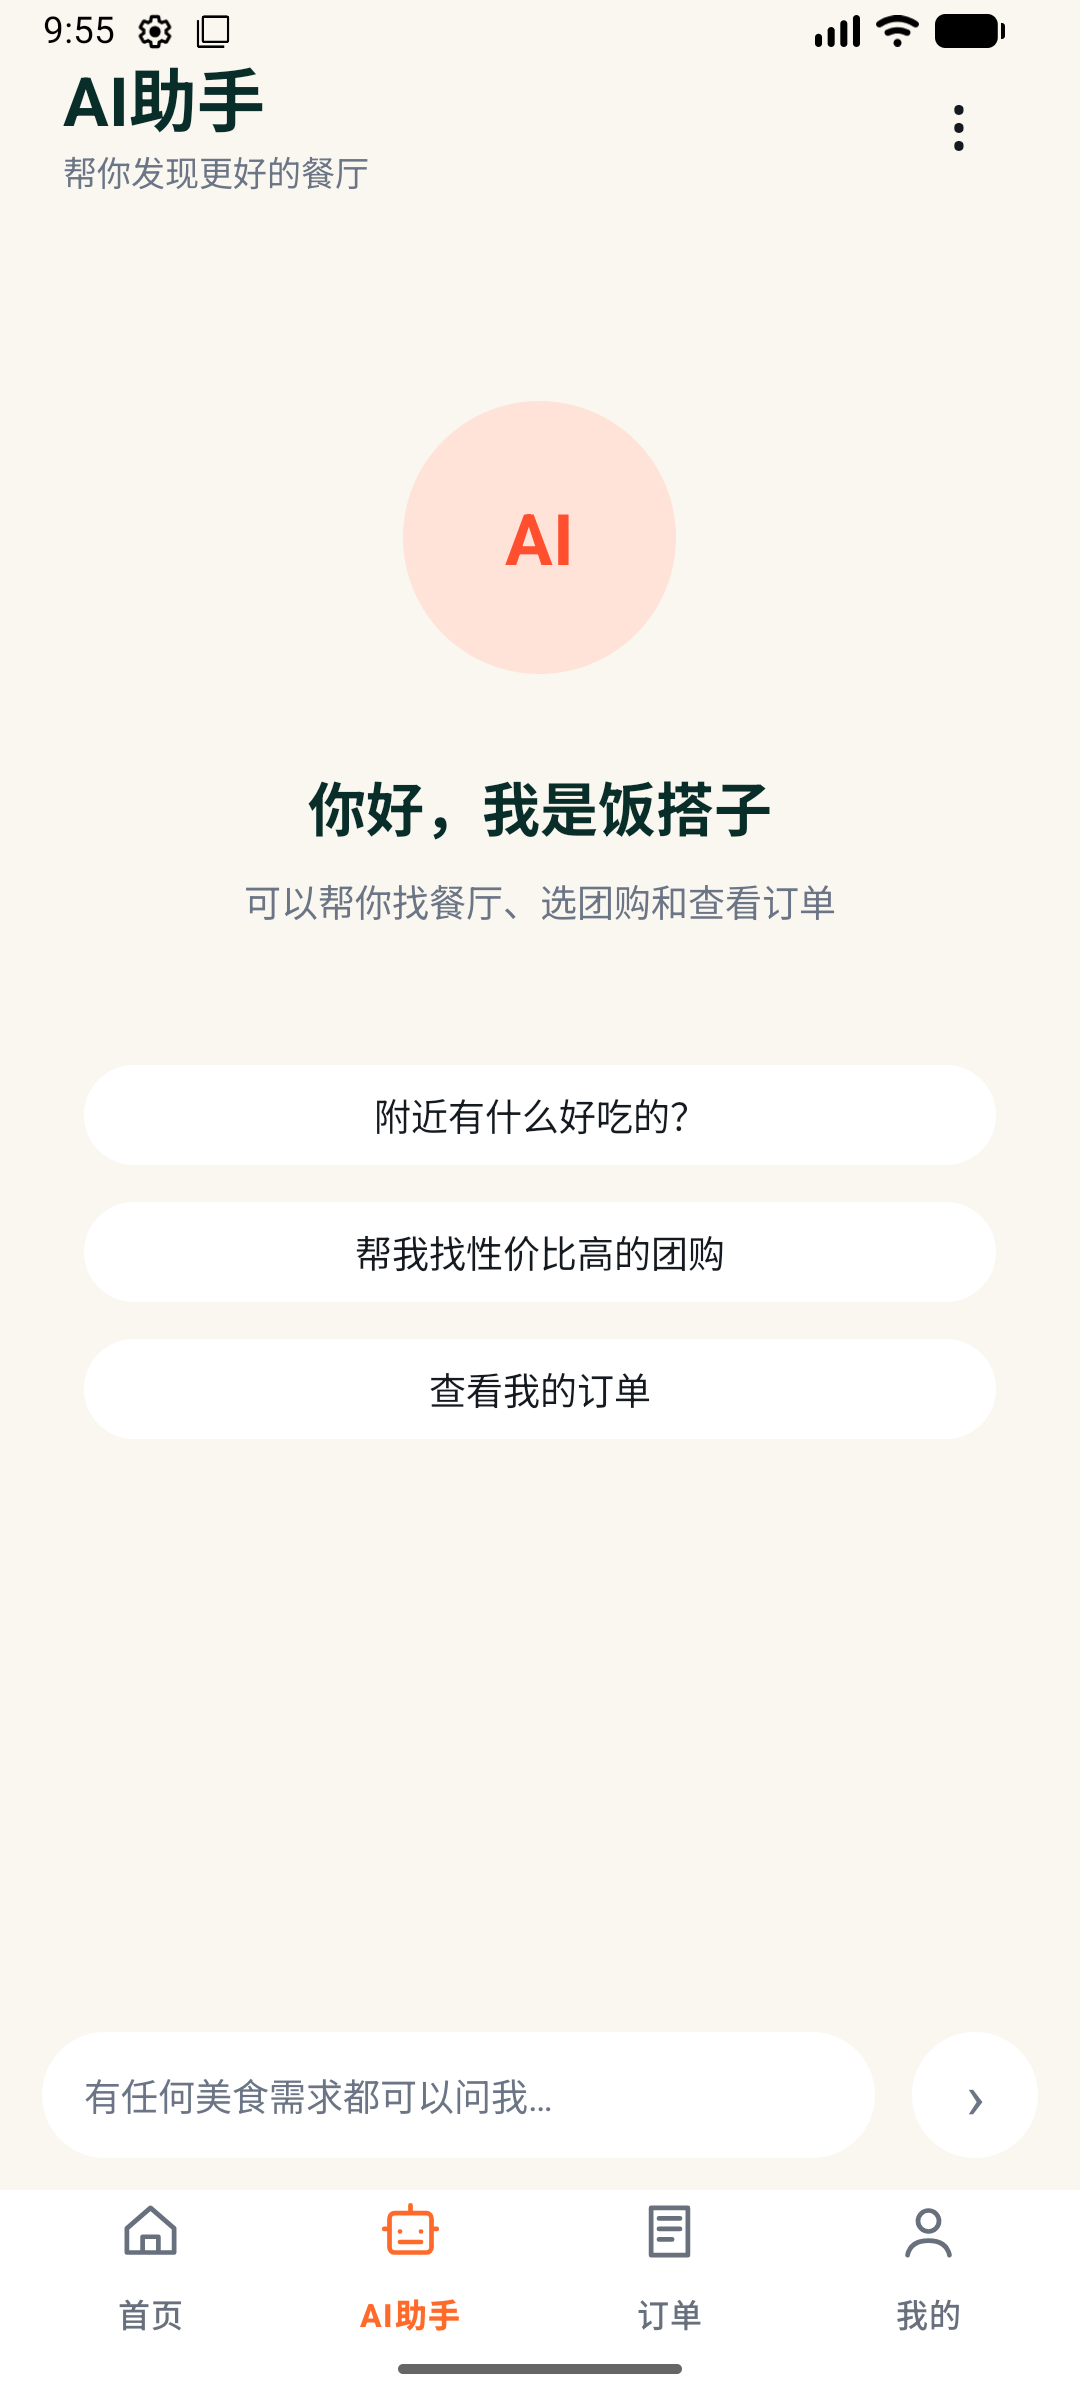 9:55
AI助手
帮你发现更好的餐厅
AI
你好，我是饭搭子
可以帮你找餐厅、选团购和查看订单
附近有什么好吃的？
帮我找性价比高的团购
查看我的订单
有任何美食需求都可以问我...
›
首页
AI助手
订单
我的